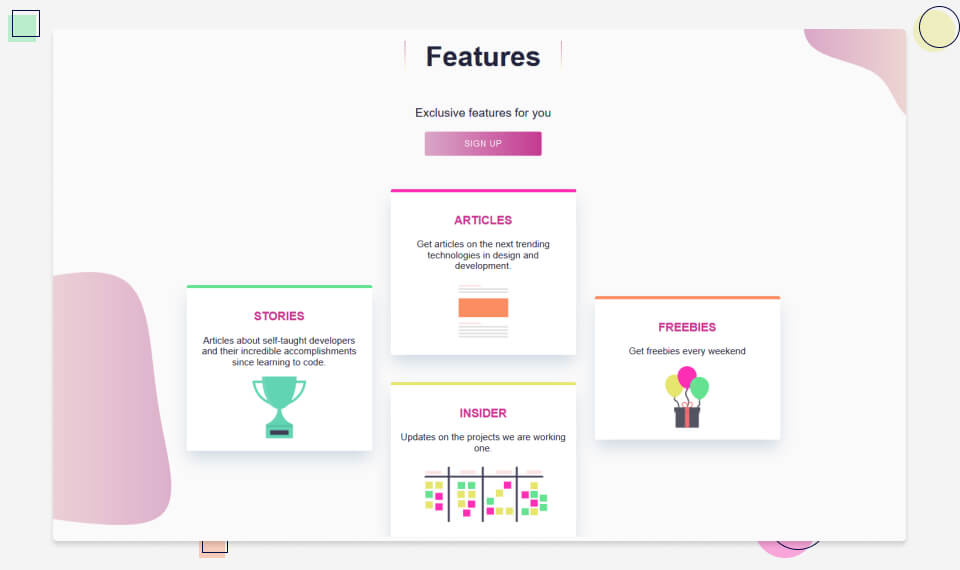 Features
Exclusive features for you
SIGN UP
ARTICLES
Get articles on the next trending
technologies in design and
development.
STORIES
Articles about self-taught developers
and their incredible accomplishments
since learning to code.
FREEBIES
Get freebies every weekend
INSIDER
Updates on the projects we are working
one